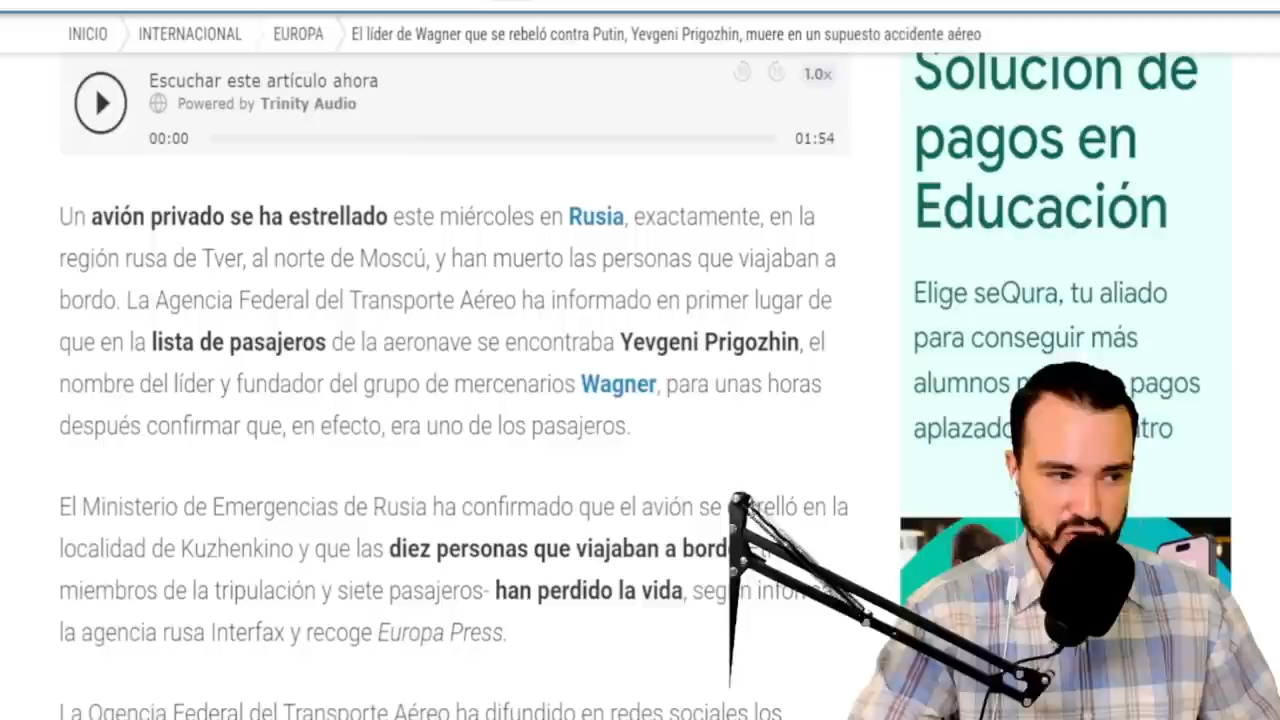 INICIO INTERNACIONAL EUROPA El líder de Wagner que se rebeló contra Putin, Yevgeni Prigozhin, muere en un supuesto accidente aéreo
Escuchar este artículo ahora
1.0x
Powered by Trinity Audio
00:00
01:54
Un avión privado se ha estrellado este miércoles en Rusia, exactamente, en la
región rusa de Tver, al norte de Moscú, y han muerto las personas que viajaban a
bordo. La Agencia Federal del Transporte Aéreo ha informado en primer lugar de
que en la lista de pasajeros de la aeronave se encontraba Yevgeni Prigozhin, el
nombre del líder y fundador del grupo de mercenarios Wagner, para unas horas
después confirmar que, en efecto, era uno de los pasajeros.
El Ministerio de Emergencias de Rusia ha confirmado que el avión se en la
localidad de Kuzhenkino y que las diez personas que viajaban a
miembros de la tripulación y siete pasajeros- han perdido la vida,
la agencia rusa Interfax y recoge Europa Press.
La Ogencia Federal del Transporte Aéreo ha difundido en redes sociales los
Solución de
pagos en
Educación
Elige seQura, tu aliado
para conseguir más
alumnos pagos